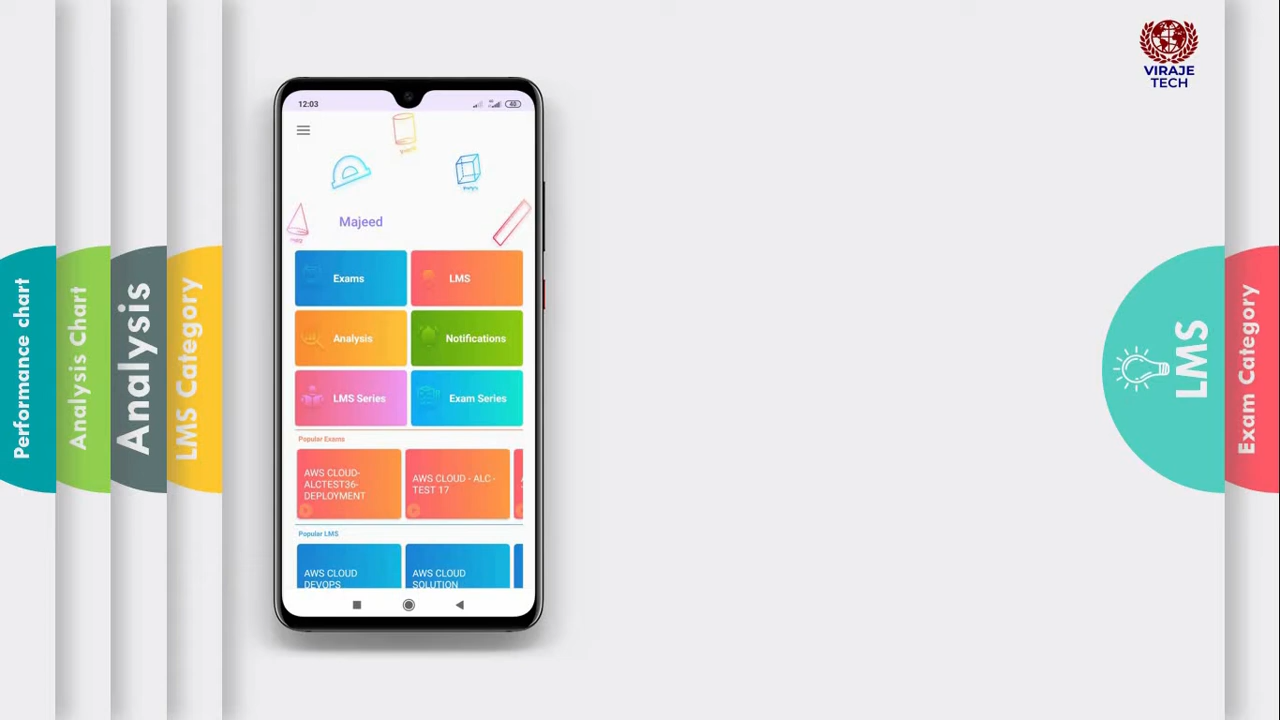 Performance chart
Analysis Chart
Analysis
LMS Category
12:03
40
Majeed
Exams
LMS
Analysis
Notifications
LMS Series
Exam Series
Popular Exams
AWS CLOUD-
ALCTEST36-
DEPLOYMENT
AWS CLOUD - ALC -
TEST 17
Popular LMS
AWS CLOUD
DEVOPS
AWS CLOUD
SOLUTION
VIRAJE
TECH
LMS
Exam Category